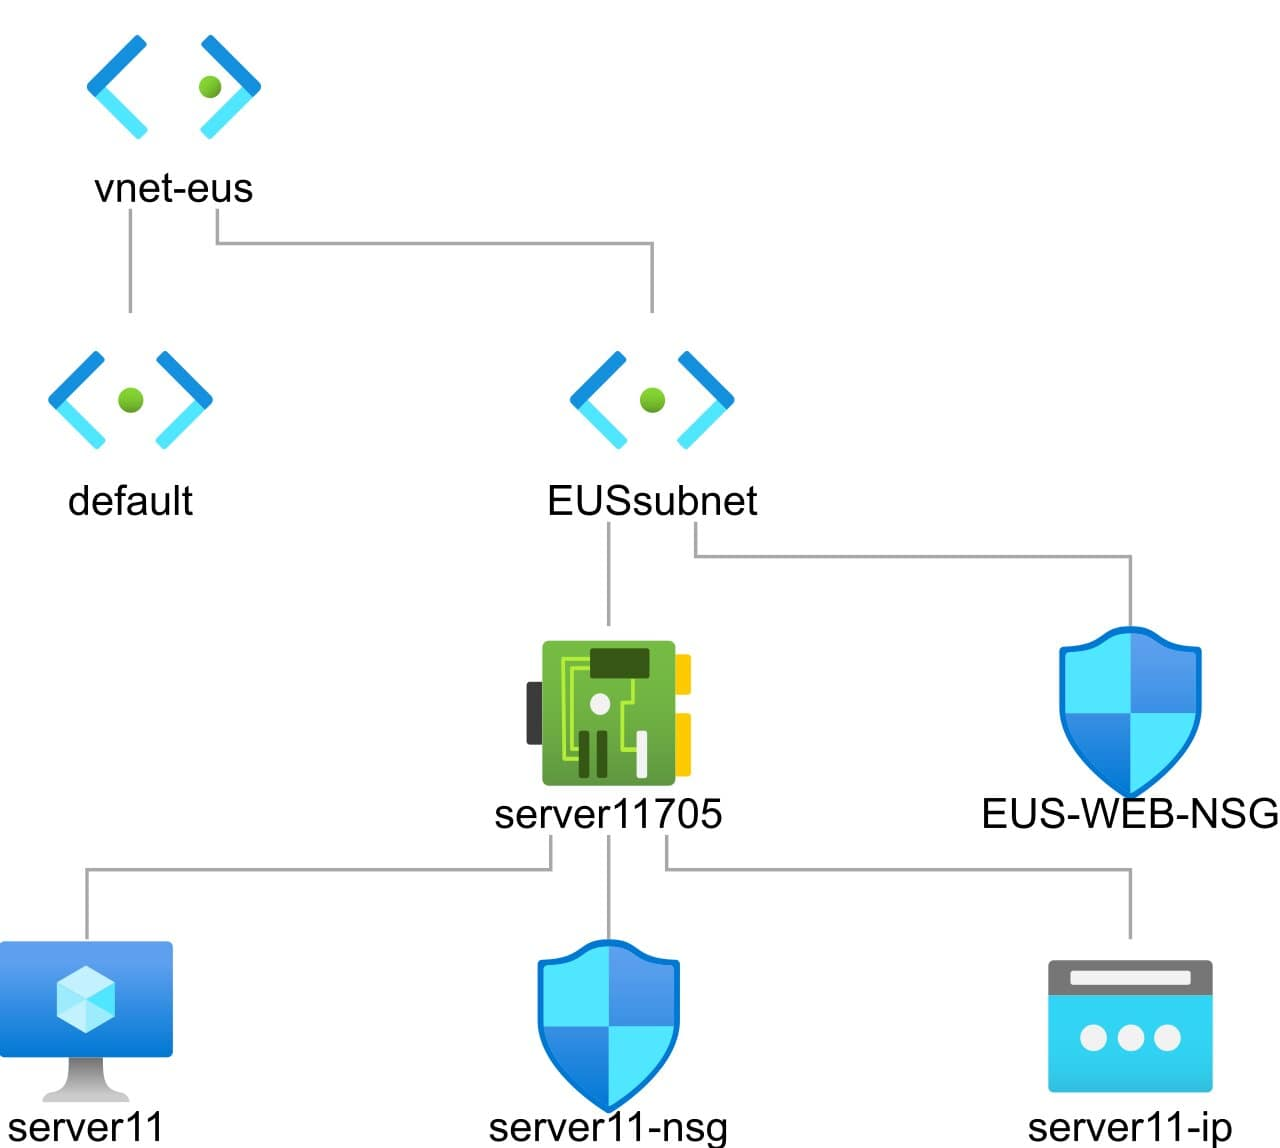 vnet-eus
default
EUSsubnet
server11705
EUS-WEB-NSG
server11
server11-nsg
server11-ip